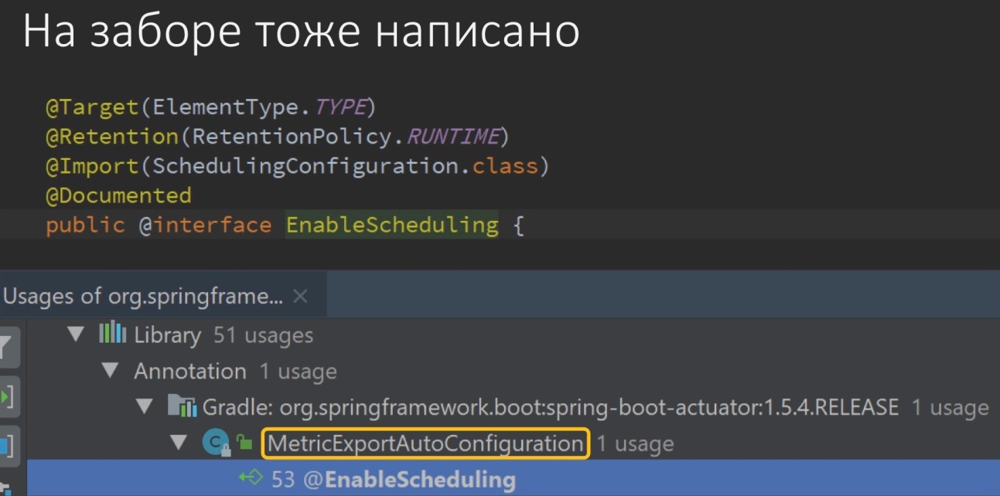 На заборе тоже написано
@Target(ElementType.TYPE)
@Retention(RetentionPolicy.RUNTIME)
@Import(SchedulingConfiguration.class)
@Documented
public @interface EnableScheduling {
Usages of org.springframe...
Library 51 usages
Annotation 1 usage
Gradle: org.springframework.boot:spring-boot-actuator:1.5.4.RELEASE 1 usage
MetricExportAutoConfiguration 1 usage
53 @EnableScheduling